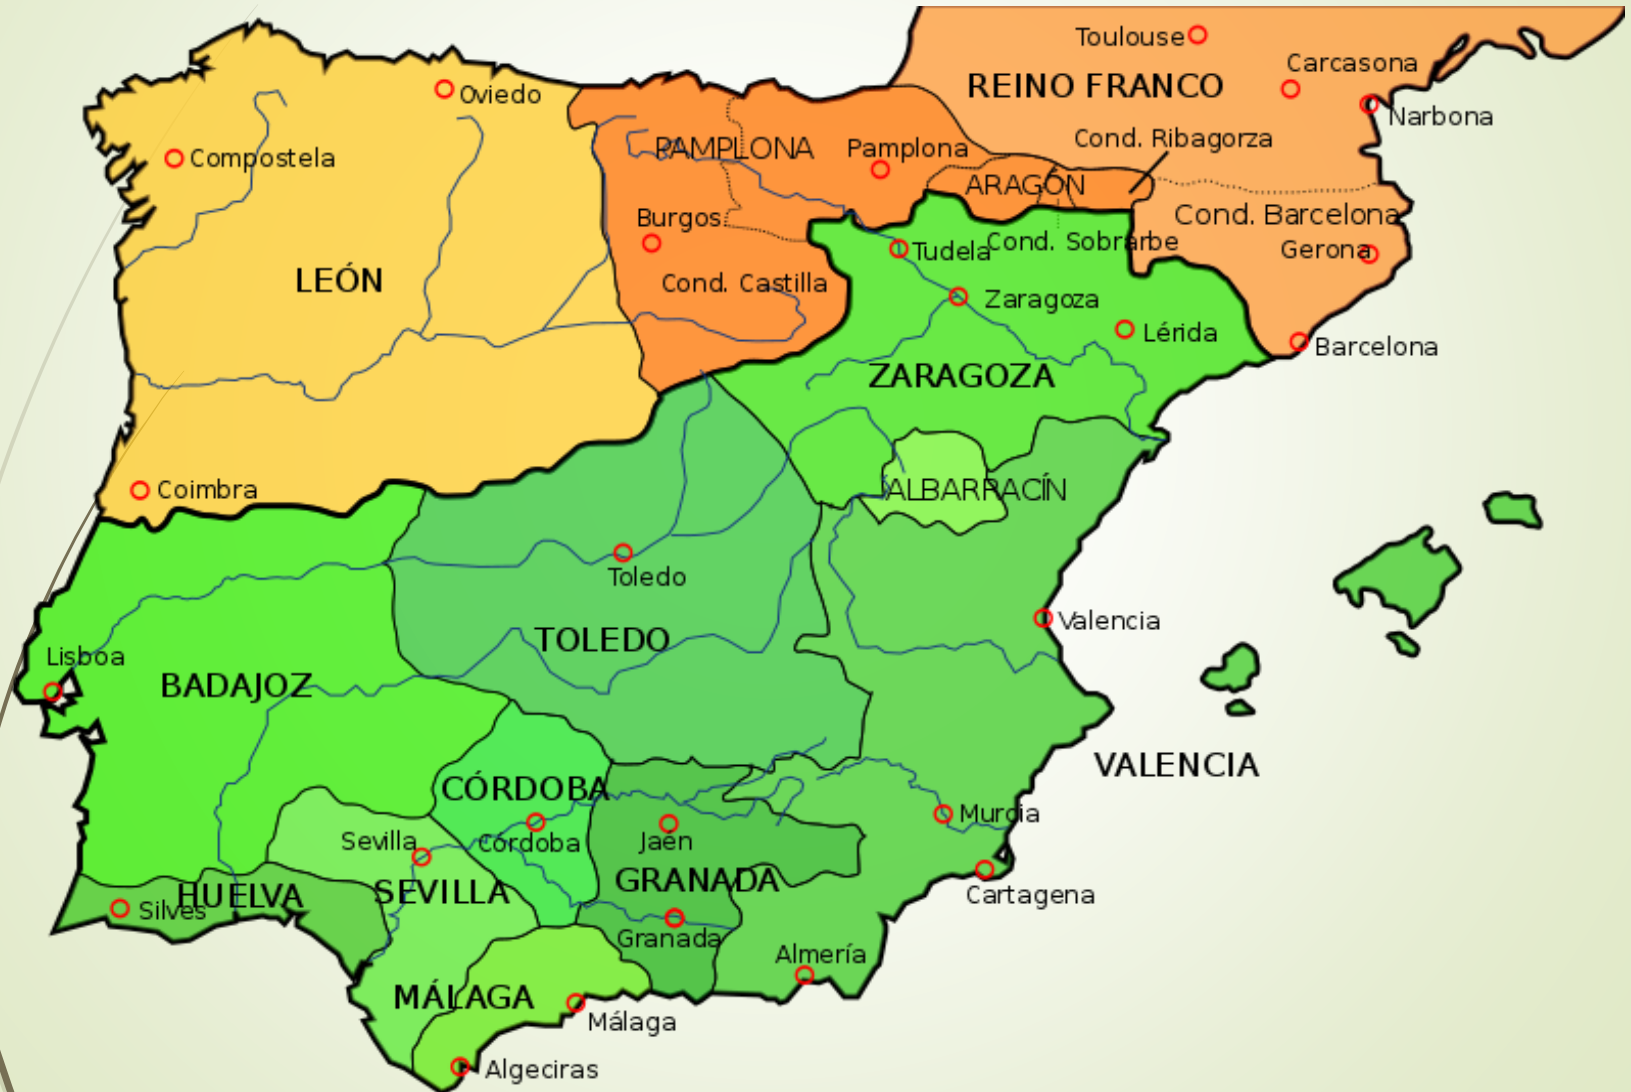 Toulouse
Carcasona
REINO FRANCO
Oviedo
Narbona
Cond. Ribagorza
Compostela
PAMPLONA
Pamplona
ARAGÓN
Burgos
Cond. Barcelona
Tudela
Cond. Sobrarbe
Gerona
LEÓN
Cond. Castilla
Zaragoza
Lérida
Barcelona
ZARAGOZA
Coimbra
ALBARRACÍN
Toledo
Valencia
TOLEDO
Lisboa
BADAJOZ
VALENCIA
CÓRDOBA
Murcia
Sevilla
Córdoba
Jaén
GRANADA
HUELVA
SEVILLA
Cartagena
Silves
Granada
Almería
MÁLAGA
Málaga
Algeciras